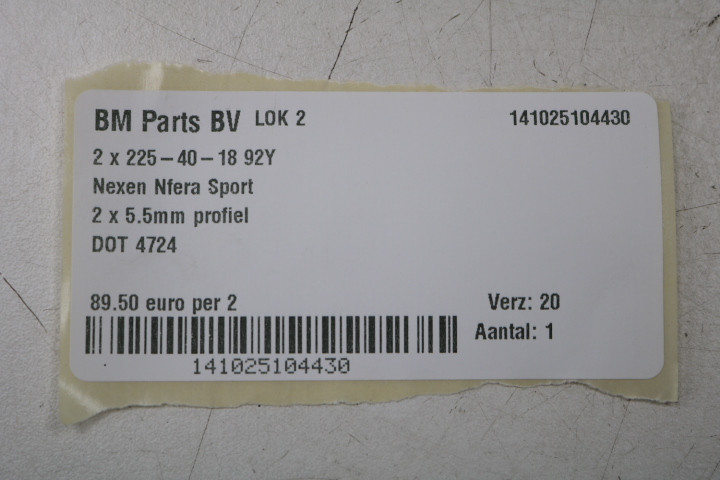 BM Parts BV LOK 2 141025104430
2 x 225-40-18 92Y
Nexen Nfera Sport
2 x 5.5mm profiel
DOT 4724
89.50 euro per 2 Verz: 20
Aantal: 1
141025104430